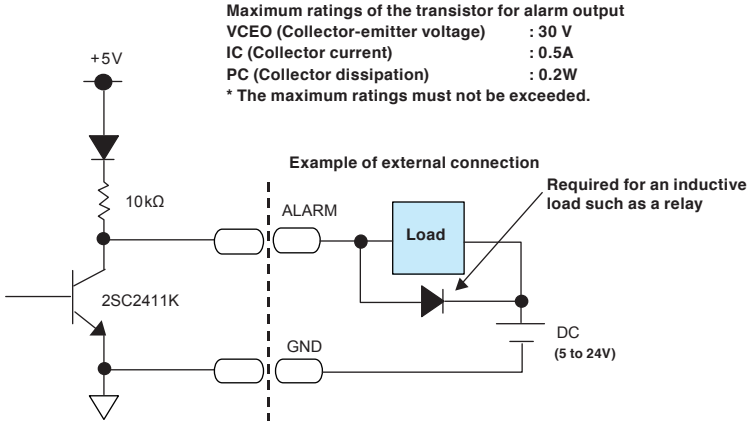 Maximum ratings of the transistor for alarm output
VCEO (Collector-emitter voltage) : 30 V
IC (Collector current) : 0.5A
PC (Collector dissipation) : 0.2W
* The maximum ratings must not be exceeded.
+5V
Example of external connection
Required for an inductive
load such as a relay
10kΩ
ALARM
Load
2SC2411K
GND
DC
(5 to 24V)